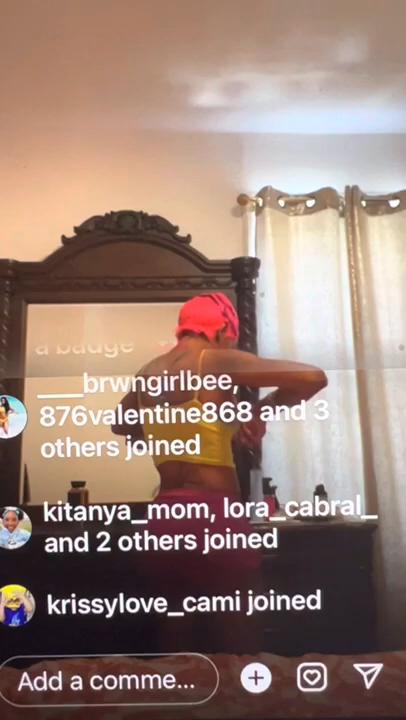 a badge
___brwngirlbee,
876valentine868 and 3
others joined
kitanya_mom, lora_cabral_
and 2 others joined
krissylove_cami joined
Add a comme...